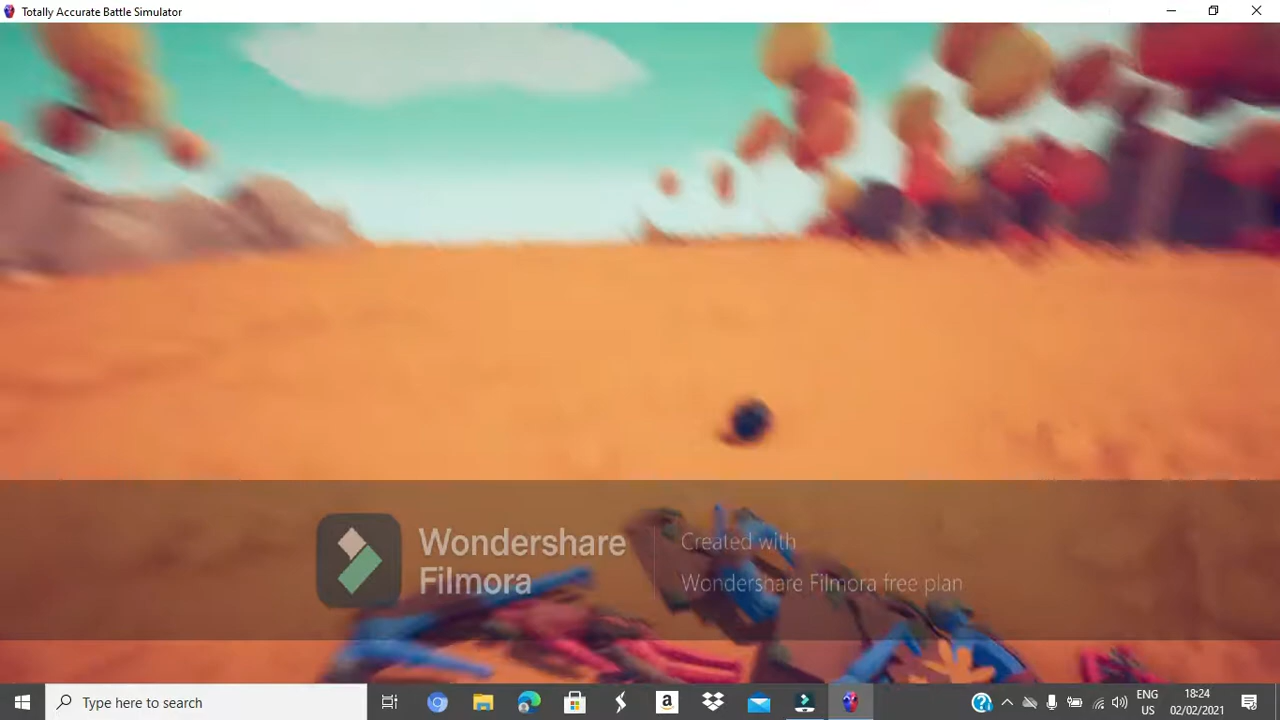 Totally Accurate Battle Simulator
Wondershare
Filmora
Created with
Wondershare Filmora free plan
Type here to search
a
ENG
US
18:24
02/02/2021